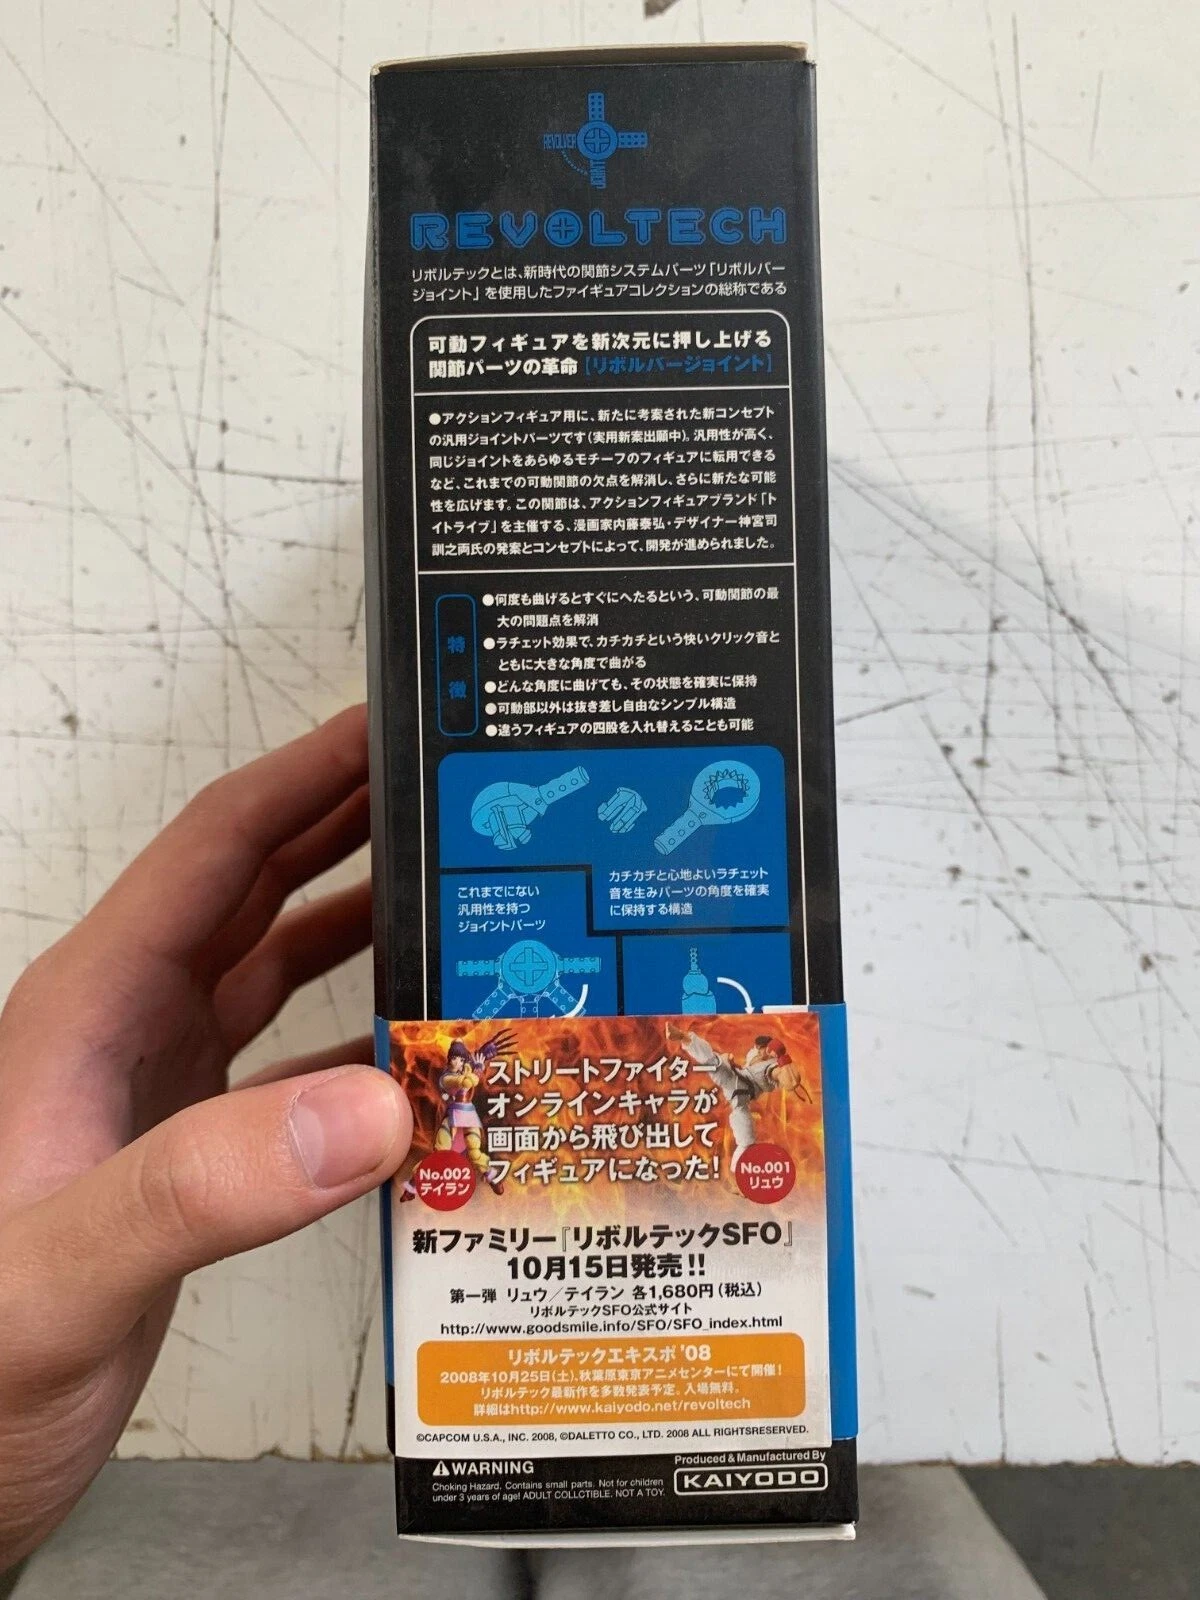 REVOLVER
JOINT
REVOLTECH
リボルテックとは、新時代の関節システムパーツ「リボルバー
ジョイント」を使用したフィギュアコレクションの総称である
可動フィギュアを新次元に押し上げる
関節パーツの革命【リボルバージョイント】
●アクションフィギュア用に、新たに考案された新コンセプト
の汎用ジョイントパーツです(実用新案出願中)。汎用性が高く、
同じジョイントをあらゆるモチーフのフィギュアに転用できる
など、これまでの可動関節の欠点を解消し、さらに新たな可能
性を広げます。この関節は、アクションフィギュアブランド「ト
イトライブ」を主催する、漫画家内藤泰弘・デザイナー神宮司
訓之両氏の発案とコンセプトによって、開発が進められました。
特徴
●何度も曲げるとすぐにへたるという、可動関節の最
大の問題点を解消
●ラチェット効果で、カチカチという快いクリック音と
ともに大きな角度で曲がる
●どんな角度に曲げても、その状態を確実に保持
●可動部以外は抜き差し自由なシンプル構造
●違うフィギュアの四股を入れ替えることも可能
カチカチと心地よいラチェット
音を生みパーツの角度を確実
に保持する構造
これまでにない
汎用性を持つ
ジョイントパーツ
ストリートファイター
オンラインキャラが
画面から飛び出して
フィギュアになった!
No.002
テイラン
No.001
リュウ
新ファミリー『リボルテックSFO』
10月15日発売!!
第一弾 リュウ/テイラン 各1,680円(税込)
リボルテックSFO公式サイト
http://www.goodsmile.info/SFO/SFO_index.html
リボルテックエキスポ '08
2008年10月25日(土)、秋葉原東京アニメセンターにて開催!
リボルテック最新作を多数発表予定。入場無料。
詳細はhttp://www.kaiyodo.net/revoltech
©CAPCOM U.S.A., INC. 2008, ©DALETTO CO., LTD. 2008 ALL RIGHTSRESERVED.
WARNING
Choking Hazard. Contains small parts. Not for children
under 3 years of age! ADULT COLLCTIBLE. NOT A TOY.
Produced & Manufactured By
KAIYODO